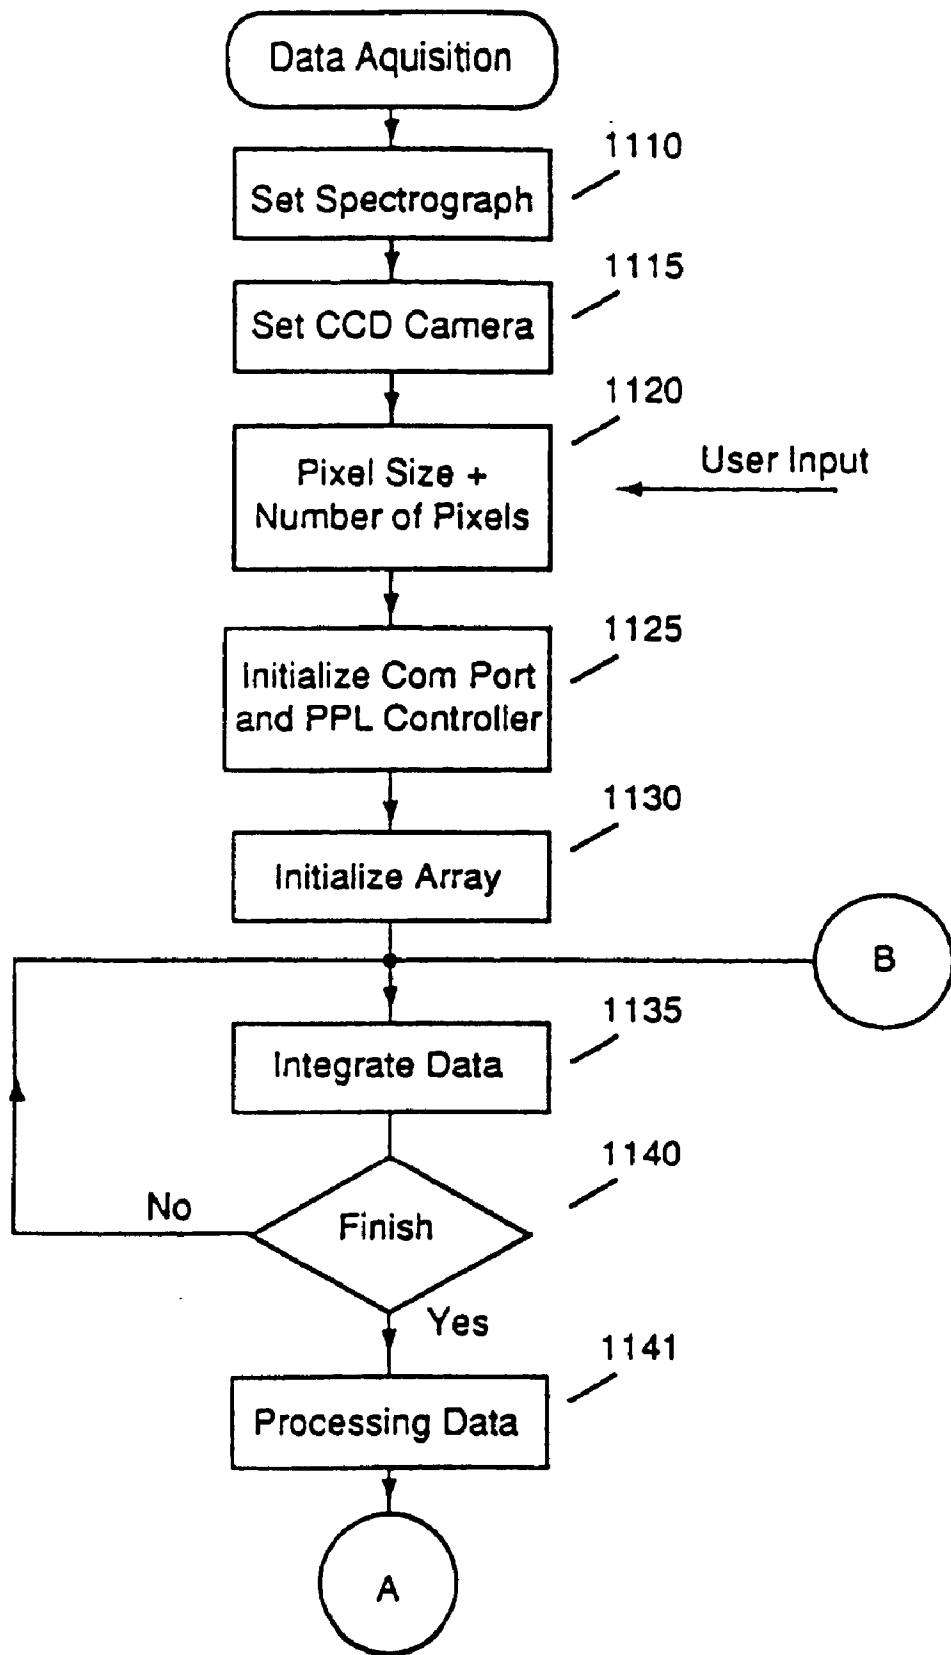 Data Aquisition
1110
Set Spectrograph
1115
Set CCD Camera
1120
Pixel Size +
Number of Pixels
User Input
1125
Initialize Com Port
and PPL Controller
1130
Initialize Array
B
1135
Integrate Data
1140
No
Finish
Yes
1141
Processing Data
A